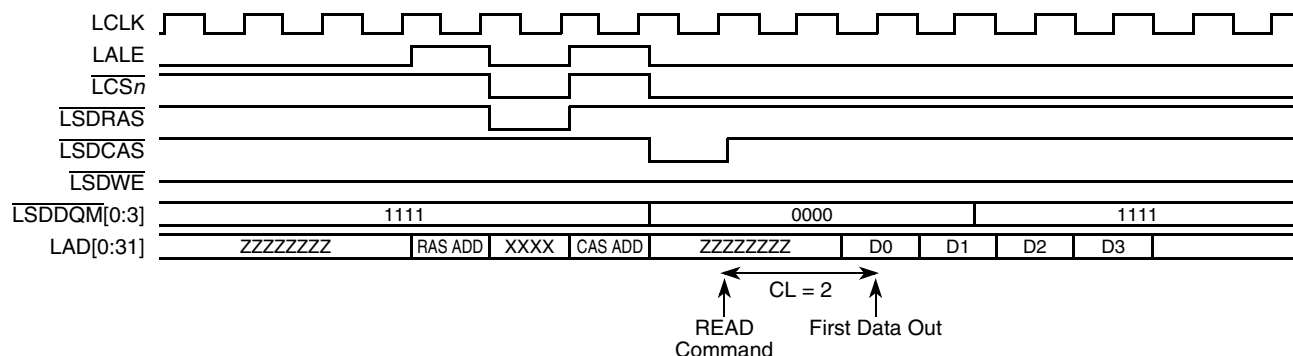 LCLK
LALE
LCSn
LSDRAS
LSDCAS
LSDWE
LSDDQM[0:3] 1111 0000 1111
LAD[0:31] ZZZZZZZZ RAS ADD XXXX CAS ADD ZZZZZZZZ D0 D1 D2 D3
CL = 2
READ First Data Out
Command